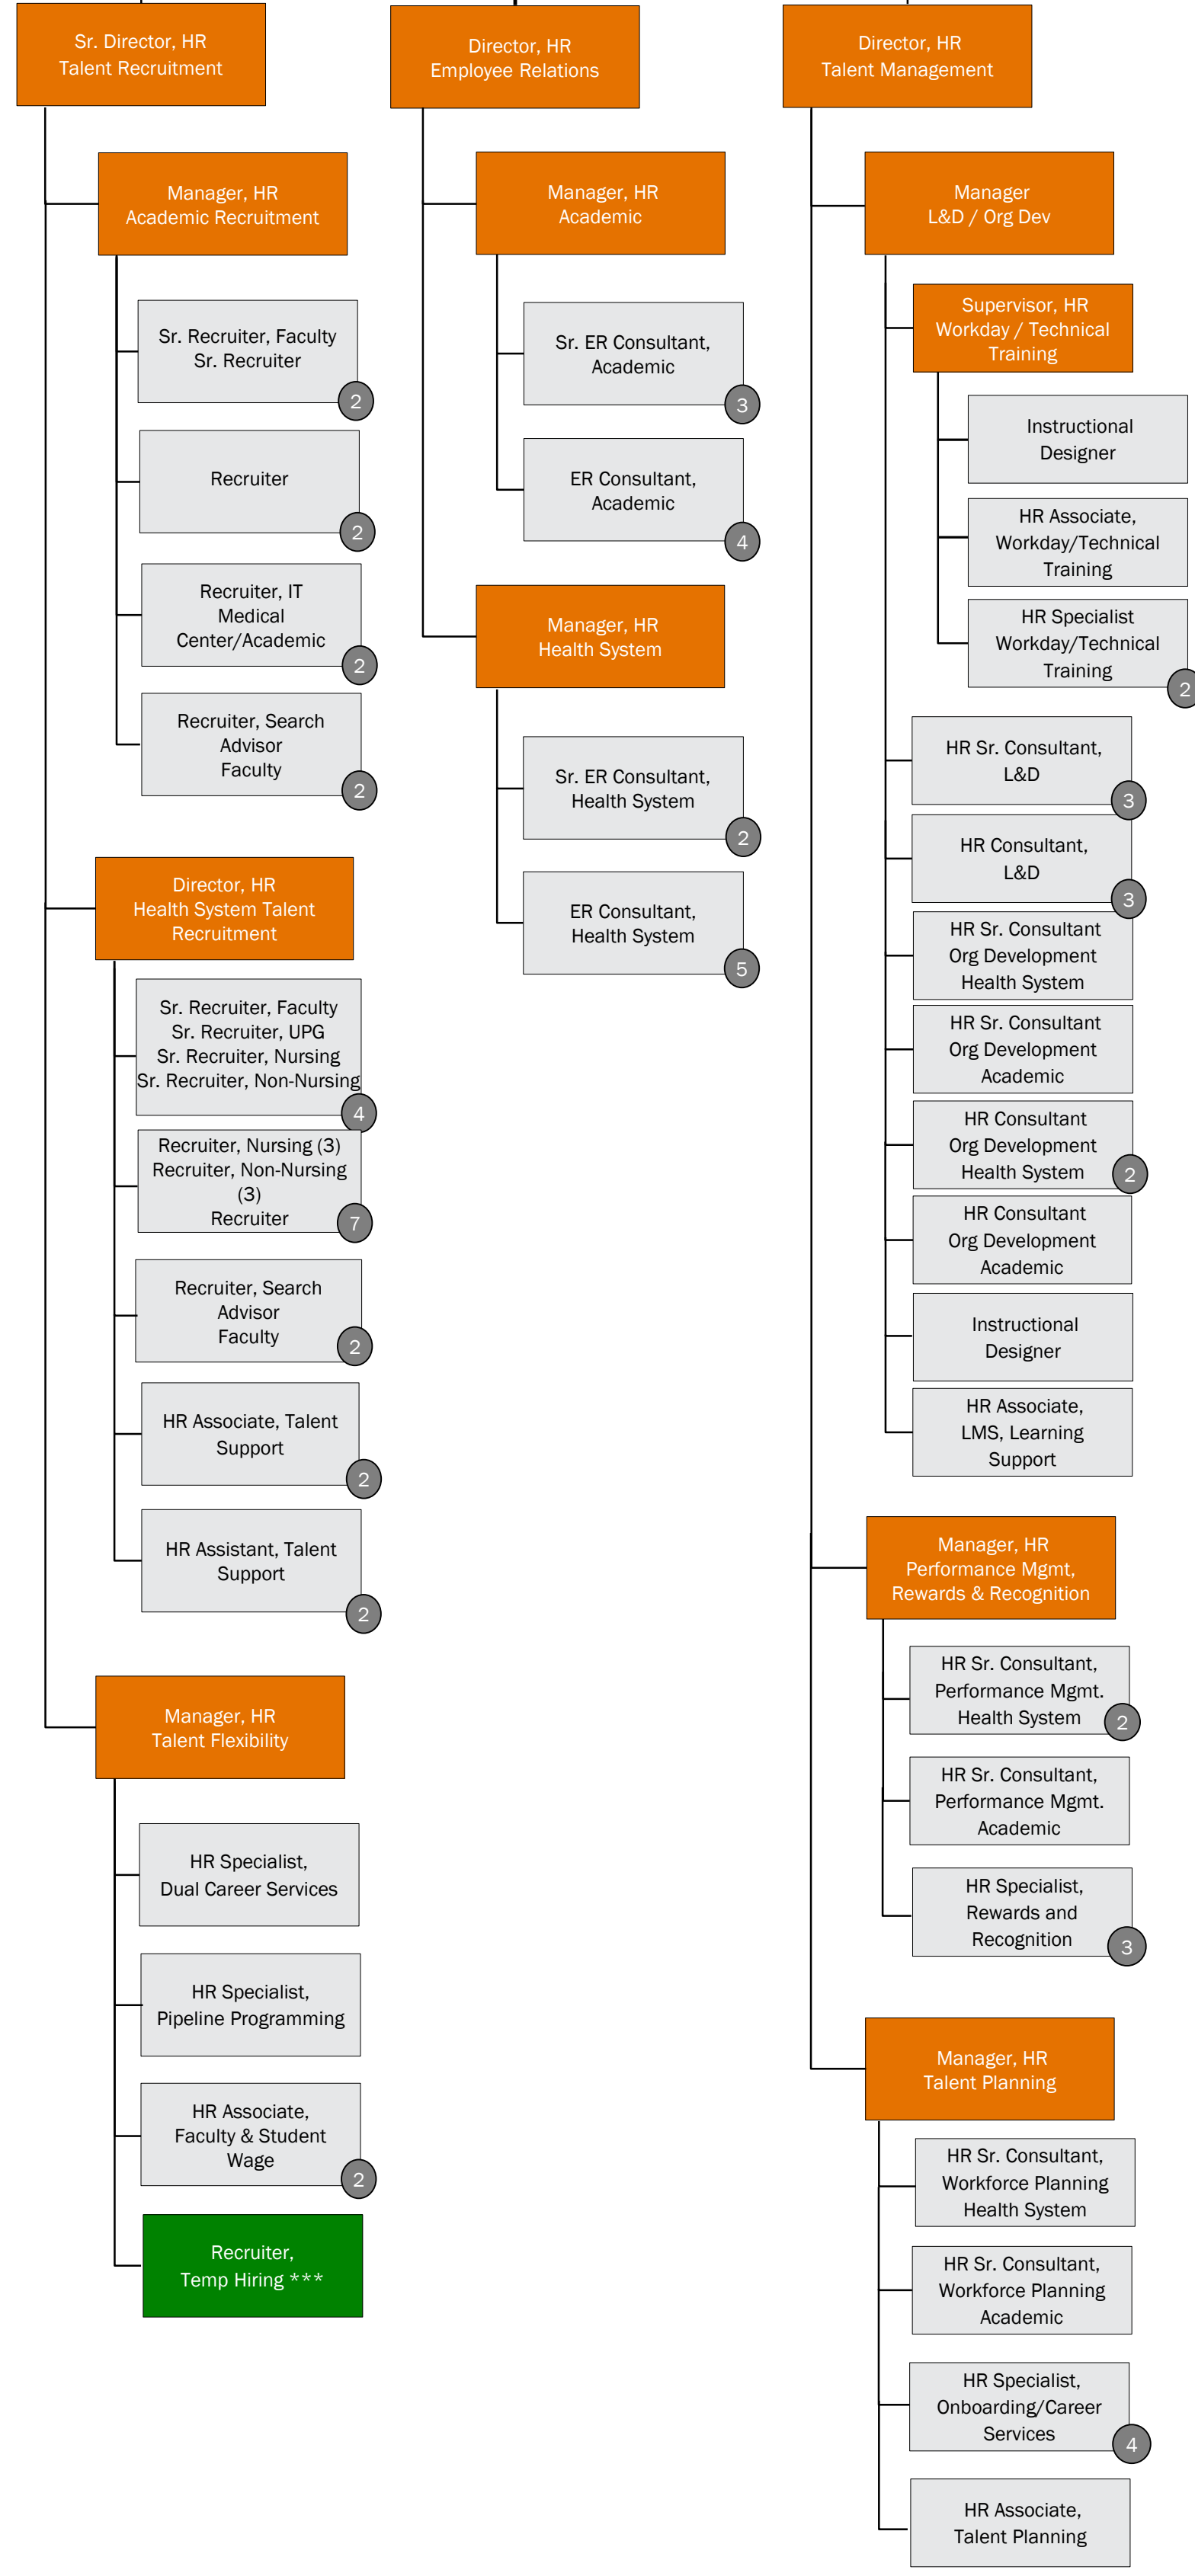 Sr. Director, HR
Talent Recruitment
Manager, HR
Academic Recruitment
Sr. Recruiter, Faculty
Sr. Recruiter
2
Recruiter
2
Recruiter, IT
Medical
Center/Academic
2
Recruiter, Search
Advisor
Faculty
2
Director, HR
Health System Talent
Recruitment
Sr. Recruiter, Faculty
Sr. Recruiter, UPG
Sr. Recruiter, Nursing
Sr. Recruiter, Non-Nursing
4
Recruiter, Nursing (3)
Recruiter, Non-Nursing
(3)
Recruiter
7
Recruiter, Search
Advisor
Faculty
2
HR Associate, Talent
Support
2
HR Assistant, Talent
Support
2
Manager, HR
Talent Flexibility
HR Specialist,
Dual Career Services
HR Specialist,
Pipeline Programming
HR Associate,
Faculty & Student
Wage
2
Recruiter,
Temp Hiring ***
Director, HR
Employee Relations
Manager, HR
Academic
Sr. ER Consultant,
Academic
3
ER Consultant,
Academic
4
Manager, HR
Health System
Sr. ER Consultant,
Health System
2
ER Consultant,
Health System
5
Director, HR
Talent Management
Manager
L&D / Org Dev
Supervisor, HR
Workday / Technical
Training
Instructional
Designer
HR Associate,
Workday/Technical
Training
HR Specialist
Workday/Technical
Training
2
HR Sr. Consultant,
L&D
3
HR Consultant,
L&D
3
HR Sr. Consultant
Org Development
Health System
HR Sr. Consultant
Org Development
Academic
HR Consultant
Org Development
Health System
2
HR Consultant
Org Development
Academic
Instructional
Designer
HR Associate,
LMS, Learning
Support
Manager, HR
Performance Mgmt,
Rewards & Recognition
HR Sr. Consultant,
Performance Mgmt.
Health System
2
HR Sr. Consultant,
Performance Mgmt.
Academic
HR Specialist,
Rewards and
Recognition
3
Manager, HR
Talent Planning
HR Sr. Consultant,
Workforce Planning
Health System
HR Sr. Consultant,
Workforce Planning
Academic
HR Specialist,
Onboarding/Career
Services
4
HR Associate,
Talent Planning